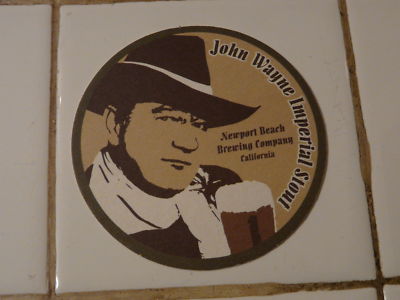 John Wayne Imperial Stout
Newport Beach
Brewing Company
California